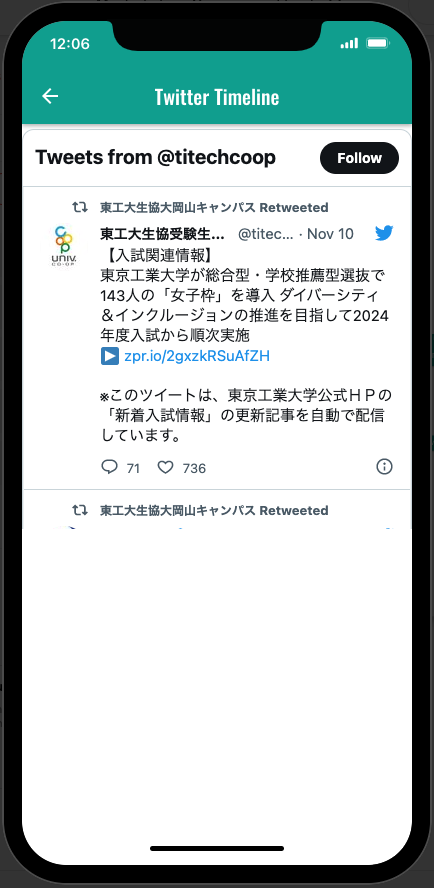 12:06
Twitter Timeline
Tweets from @titechcoop
Follow
東工大生協大岡山キャンパス Retweeted
東工大生協受験生... @titec... · Nov 10
UNIV.
CO-OP
【入試関連情報】
東京工業大学が総合型・学校推薦型選抜で
143人の「女子枠」を導入 ダイバーシティ
＆インクルージョンの推進を目指して2024
年度入試から順次実施
▶ zpr.io/2gxzkRSuAfZH
※このツイートは、東京工業大学公式ＨＰの
「新着入試情報」の更新記事を自動で配信
しています。
71 736
東工大生協大岡山キャンパス Retweeted